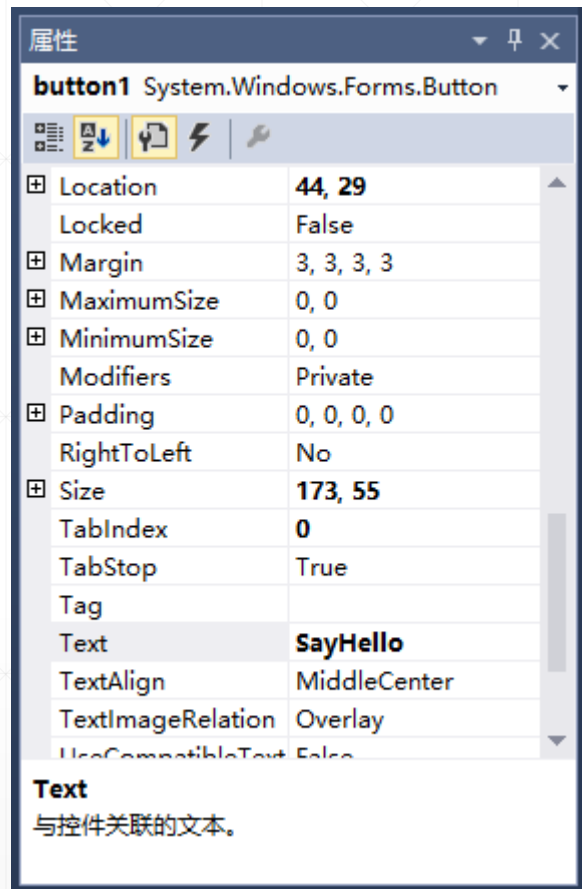 属性
button1 System.Windows.Forms.Button
Location 44, 29
Locked False
Margin 3, 3, 3, 3
MaximumSize 0, 0
MinimumSize 0, 0
Modifiers Private
Padding 0, 0, 0, 0
RightToLeft No
Size 173, 55
TabIndex 0
TabStop True
Tag
Text SayHello
TextAlign MiddleCenter
TextImageRelation Overlay
UseCompatibleText False
Text
与控件关联的文本。